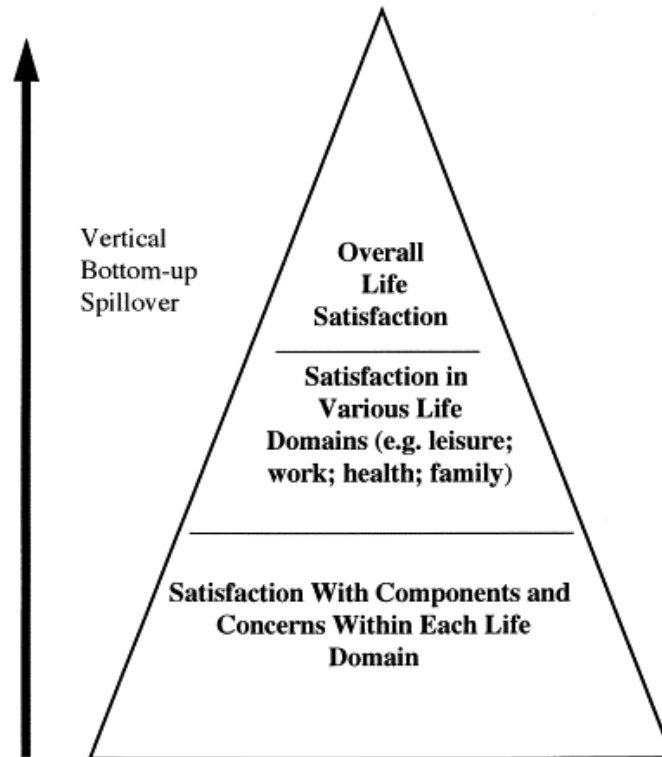 Vertical
Bottom-up
Spillover
Overall
Life
Satisfaction
Satisfaction in
Various Life
Domains (e.g. leisure;
work; health; family)
Satisfaction With Components and
Concerns Within Each Life
Domain